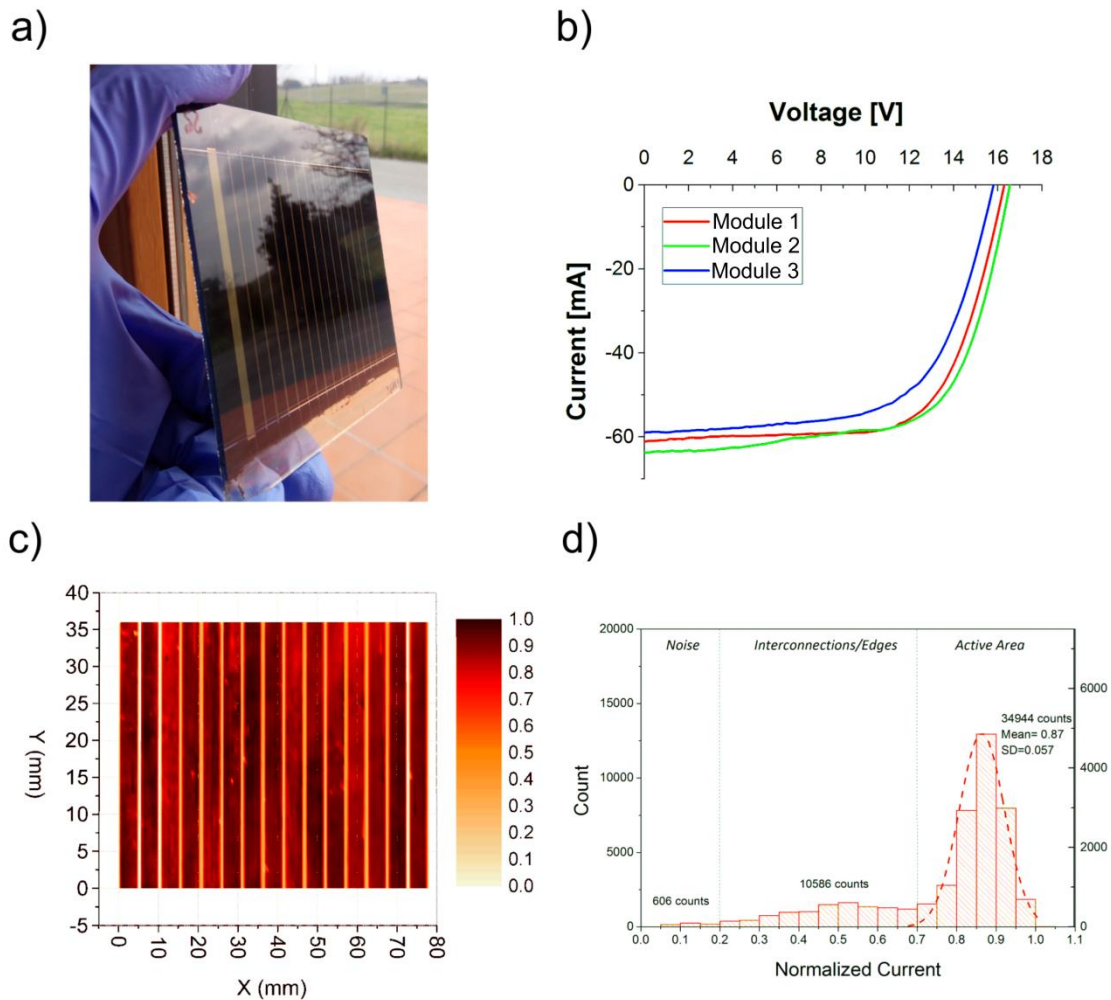 a)
b)
Voltage [V]
0 2 4 6 8 10 12 14 16 18
0
-20
-40
-60
Current [mA]
Module 1
Module 2
Module 3
c)
40
35
30
25
20
15
10
5
0
-5
Y (mm)
0 10 20 30 40 50 60 70 80
X (mm)
1.0
0.9
0.8
0.7
0.6
0.5
0.4
0.3
0.2
0.1
0.0
d)
20000
15000
10000
5000
0
Count
Noise
Interconnections/Edges
Active Area
606 counts
10586 counts
34944 counts
Mean= 0.87
SD=0.057
6000
4000
2000
0
0.0 0.1 0.2 0.3 0.4 0.5 0.6 0.7 0.8 0.9 1.0 1.1
Normalized Current